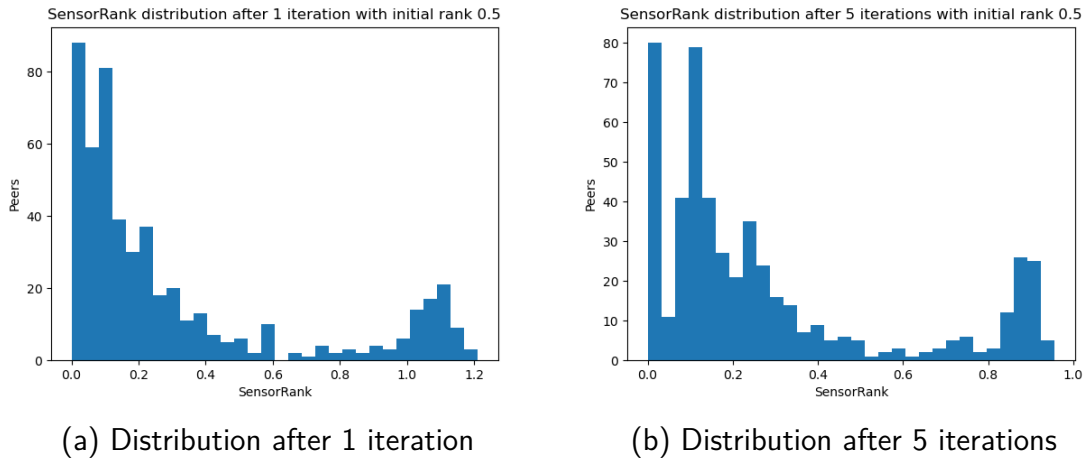 SensorRank distribution after 1 iteration with initial rank 0.5
80
60
40
20
0
Peers
0.0 0.2 0.4 0.6 0.8 1.0 1.2
SensorRank
(a) Distribution after 1 iteration
SensorRank distribution after 5 iterations with initial rank 0.5
80
70
60
50
40
30
20
10
0
Peers
0.0 0.2 0.4 0.6 0.8 1.0
SensorRank
(b) Distribution after 5 iterations